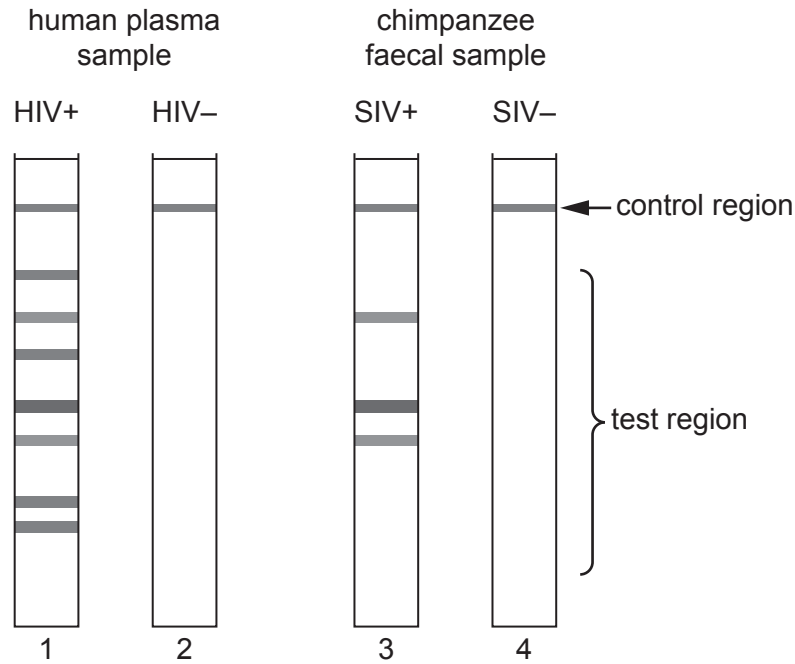 human plasma
sample
chimpanzee
faecal sample
HIV+
HIV–
SIV+
SIV–
control region
test region
1
2
3
4